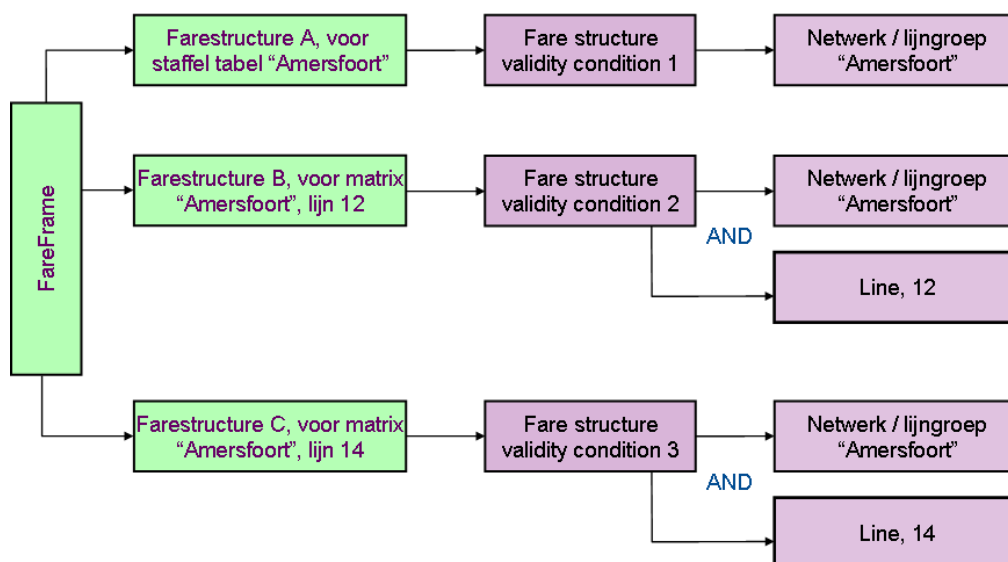 Farestructure A, voor
staffel tabel “Amersfoort”
Fare structure
validity condition 1
Netwerk / lijngroep
“Amersfoort”
FareFrame
Farestructure B, voor matrix
“Amersfoort”, lijn 12
Fare structure
validity condition 2
Netwerk / lijngroep
“Amersfoort”
AND
Line, 12
Farestructure C, voor matrix
“Amersfoort”, lijn 14
Fare structure
validity condition 3
Netwerk / lijngroep
“Amersfoort”
AND
Line, 14